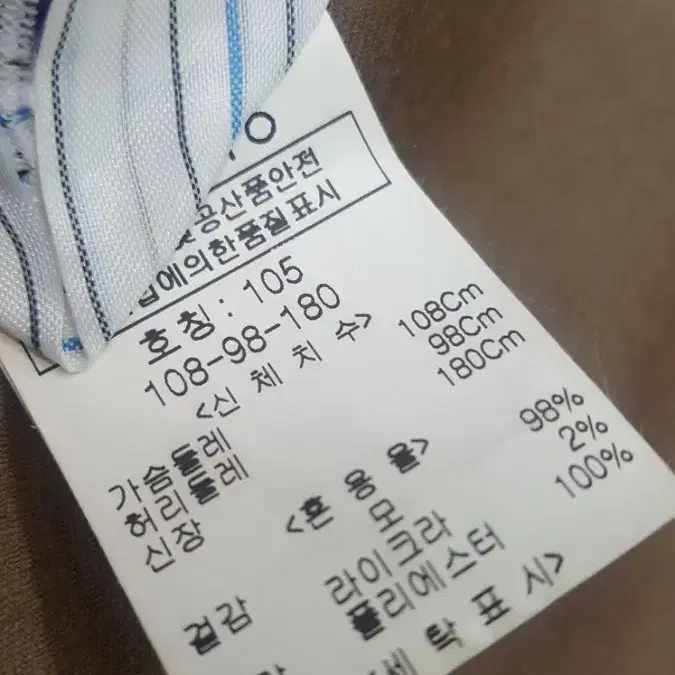 공산품안전
에의한품질표시
호칭 : 105
108-98-180
<신 체 치 수>
가슴둘레 108Cm
허리둘레 98Cm
신장 180Cm
<혼 용 율>
겉감 모 98%
라이크라 2%
폴리에스터 100%
세 탁 표 시>